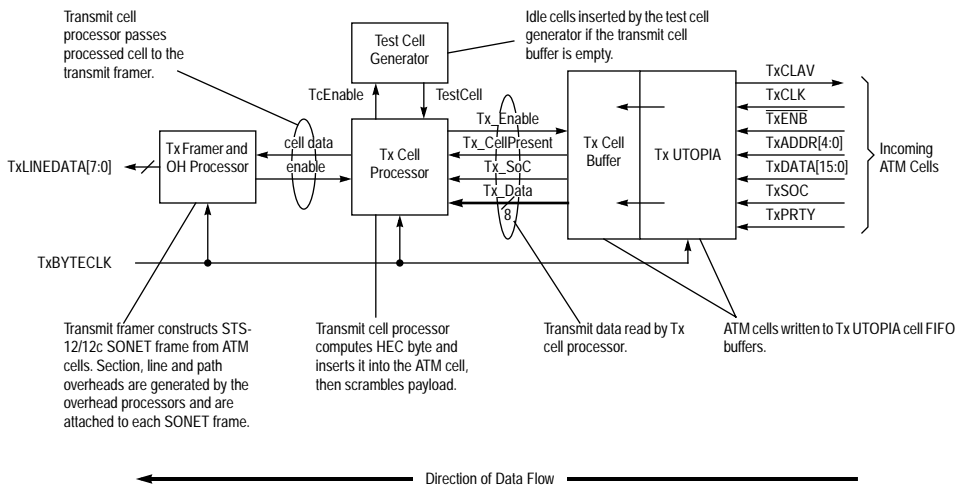 Transmit cell
processor passes
processed cell to the
transmit framer.
Test Cell
Generator
Idle cells inserted by the test cell
generator if the transmit cell
buffer is empty.
TcEnable
TestCell
TxLINEDATA[7:0]
Tx Framer and
OH Processor
cell data
enable
Tx Cell
Processor
Tx_Enable
Tx_CellPresent
Tx_SoC
Tx_Data
8
Tx Cell
Buffer
Tx UTOPIA
TxCLAV
TxCLK
TxENB
TxADDR[4:0]
TxDATA[15:0]
TxSOC
TxPRTY
Incoming
ATM Cells
TxBYTECLK
Transmit framer constructs STS-
12/12c SONET frame from ATM
cells. Section, line and path
overheads are generated by the
overhead processors and are
attached to each SONET frame.
Transmit cell processor
computes HEC byte and
inserts it into the ATM cell,
then scrambles payload.
Transmit data read by Tx
cell processor.
ATM cells written to Tx UTOPIA cell FIFO
buffers.
Direction of Data Flow